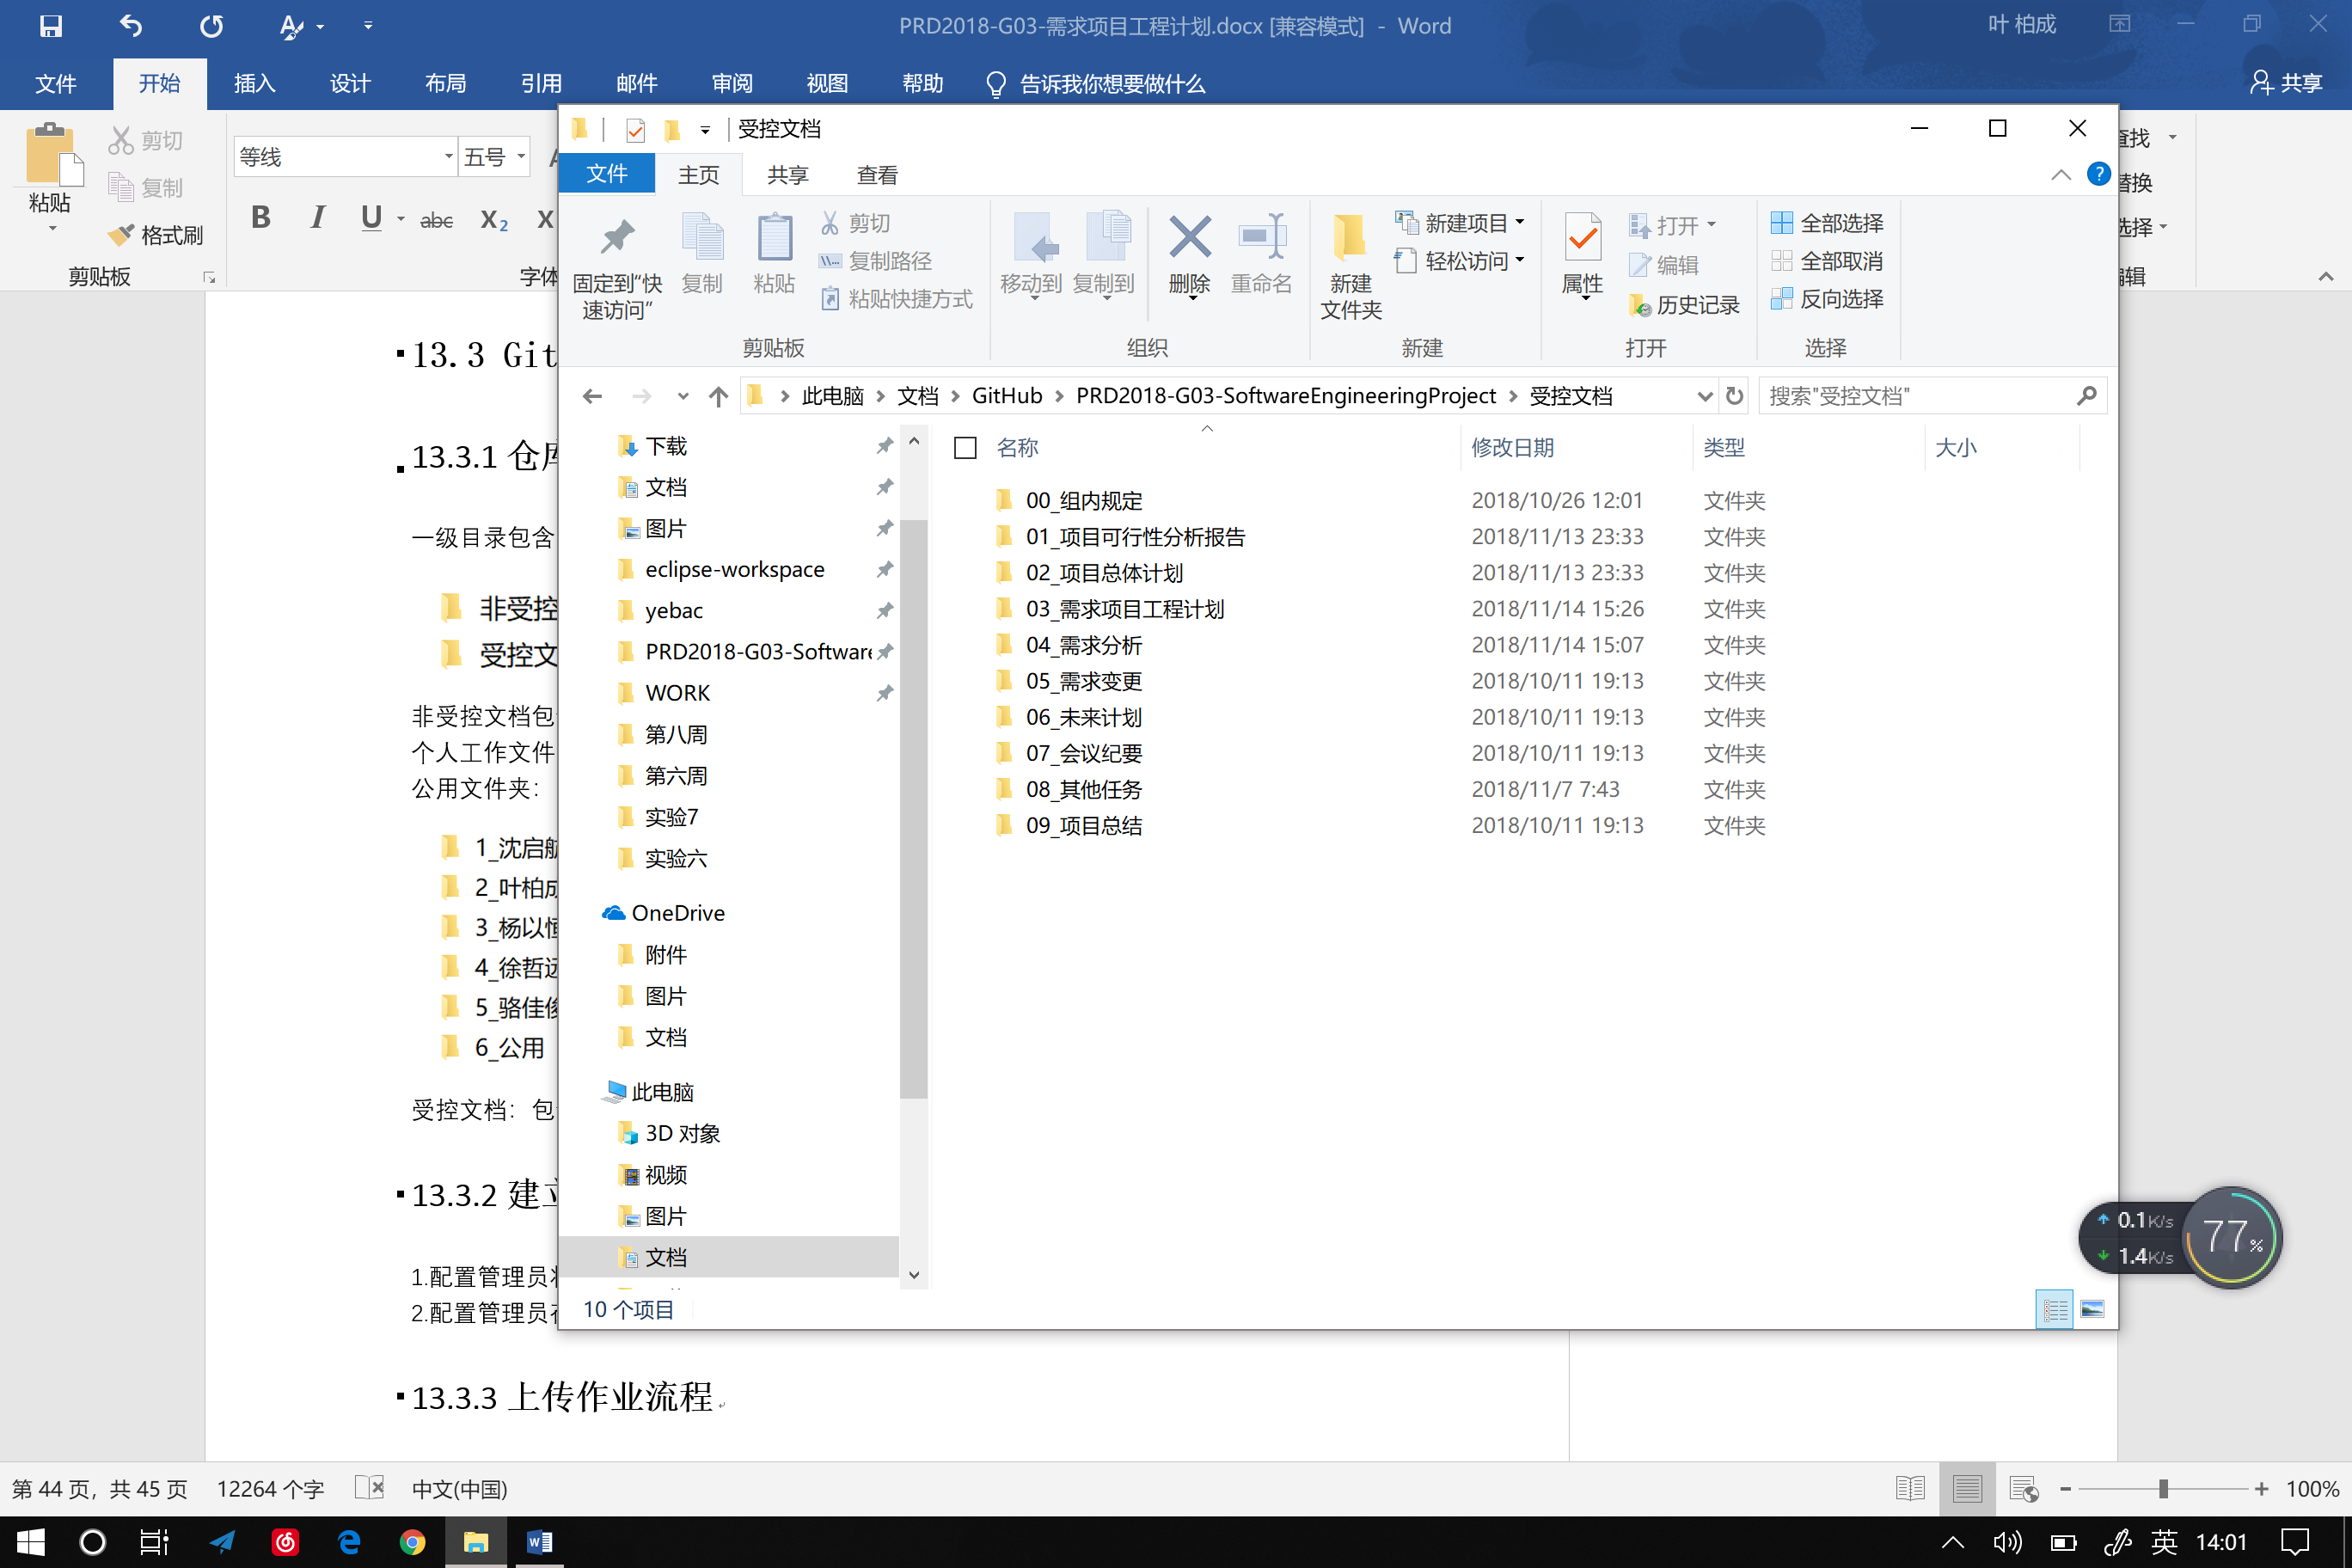 PRD2018-G03-需求项目工程计划.docx [兼容模式] - Word
叶 柏成
文件 开始 插入 设计 布局 引用 邮件 审阅 视图 帮助 告诉我你想要做什么
共享
粘贴
剪切
复制
格式刷
剪贴板
等线 五号
B I U abc X₂
字体
查找
替换
选择
编辑
13.3 Git
13.3.1 仓库
一级目录包含
非受控
受控文
非受控文档包
个人工作文件
公用文件夹：
1_沈启航
2_叶柏成
3_杨以恒
4_徐哲远
5_骆佳俊
6_公用
受控文档：包
13.3.2 建立
1.配置管理员
2.配置管理员在
13.3.3 上传作业流程
受控文档
文件 主页 共享 查看
固定到“快速访问”
复制
粘贴
剪切
复制路径
粘贴快捷方式
剪贴板
移动到 复制到 删除 重命名
组织
新建文件夹
新建项目
轻松访问
新建
属性
打开
编辑
历史记录
打开
全部选择
全部取消
反向选择
选择
此电脑 > 文档 > GitHub > PRD2018-G03-SoftwareEngineeringProject > 受控文档
搜索"受控文档"
下载
文档
图片
eclipse-workspace
yebac
PRD2018-G03-Software
WORK
第八周
第六周
实验7
实验六
OneDrive
附件
图片
文档
此电脑
3D 对象
视频
图片
文档
名称 修改日期 类型 大小
00_组内规定 2018/10/26 12:01 文件夹
01_项目可行性分析报告 2018/11/13 23:33 文件夹
02_项目总体计划 2018/11/13 23:33 文件夹
03_需求项目工程计划 2018/11/14 15:26 文件夹
04_需求分析 2018/11/14 15:07 文件夹
05_需求变更 2018/10/11 19:13 文件夹
06_未来计划 2018/10/11 19:13 文件夹
07_会议纪要 2018/10/11 19:13 文件夹
08_其他任务 2018/11/7 7:43 文件夹
09_项目总结 2018/10/11 19:13 文件夹
10 个项目
0.1K/s
1.4K/s
77%
第 44 页，共 45 页 12264 个字 中文(中国)
100%
英 14:01